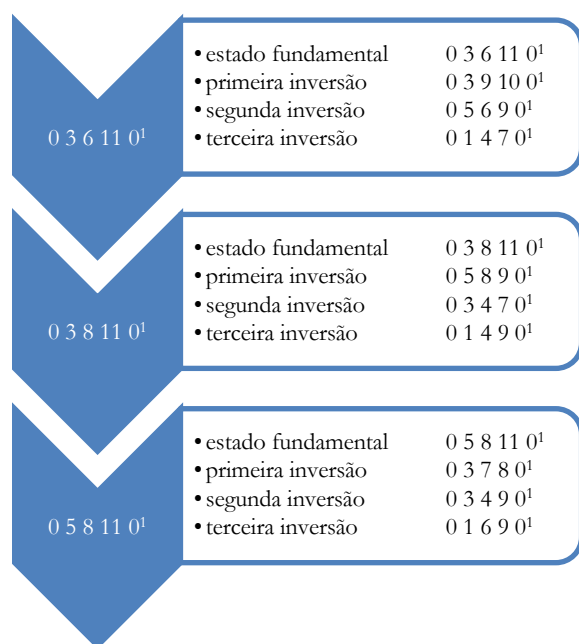 0 3 6 11 0¹
• estado fundamental 0 3 6 11 0¹
• primeira inversão 0 3 9 10 0¹
• segunda inversão 0 5 6 9 0¹
• terceira inversão 0 1 4 7 0¹
0 3 8 11 0¹
• estado fundamental 0 3 8 11 0¹
• primeira inversão 0 5 8 9 0¹
• segunda inversão 0 3 4 7 0¹
• terceira inversão 0 1 4 9 0¹
0 5 8 11 0¹
• estado fundamental 0 5 8 11 0¹
• primeira inversão 0 3 7 8 0¹
• segunda inversão 0 3 4 9 0¹
• terceira inversão 0 1 6 9 0¹